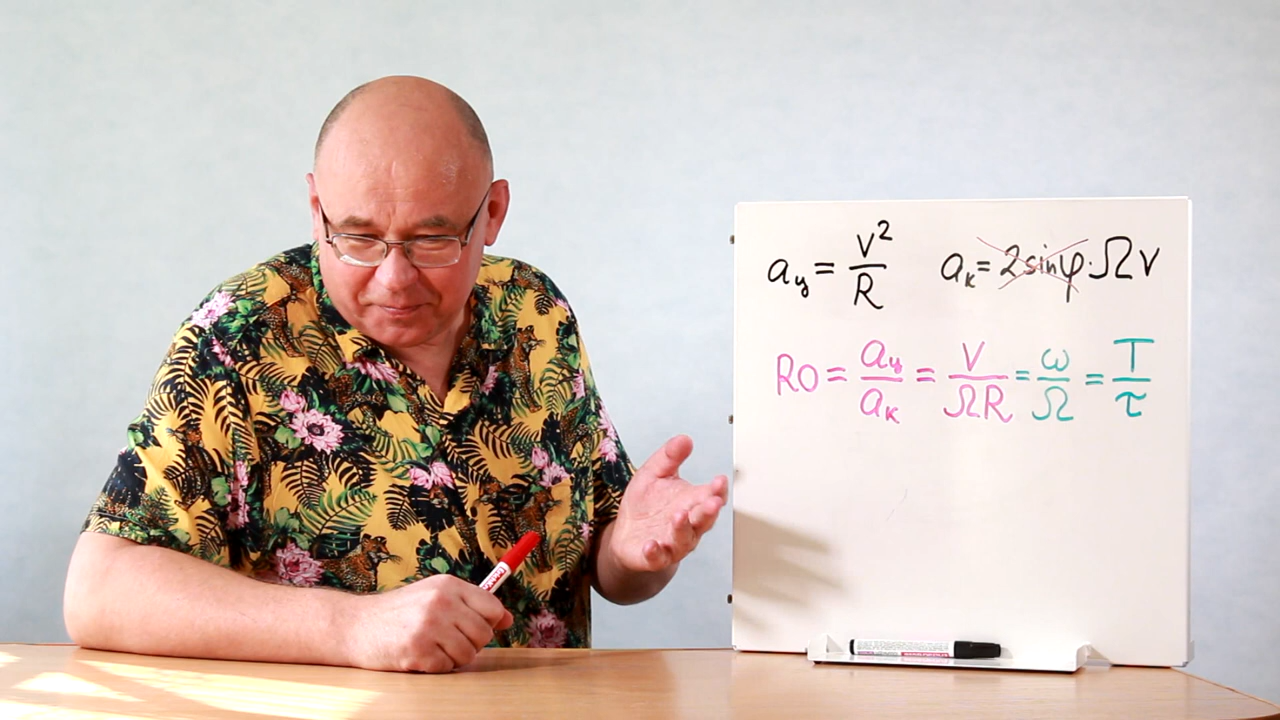 aц = V²/R aк = 2sinφ·ΩV
Ro = aц/aк = V/ΩR = ω/Ω = T/τ